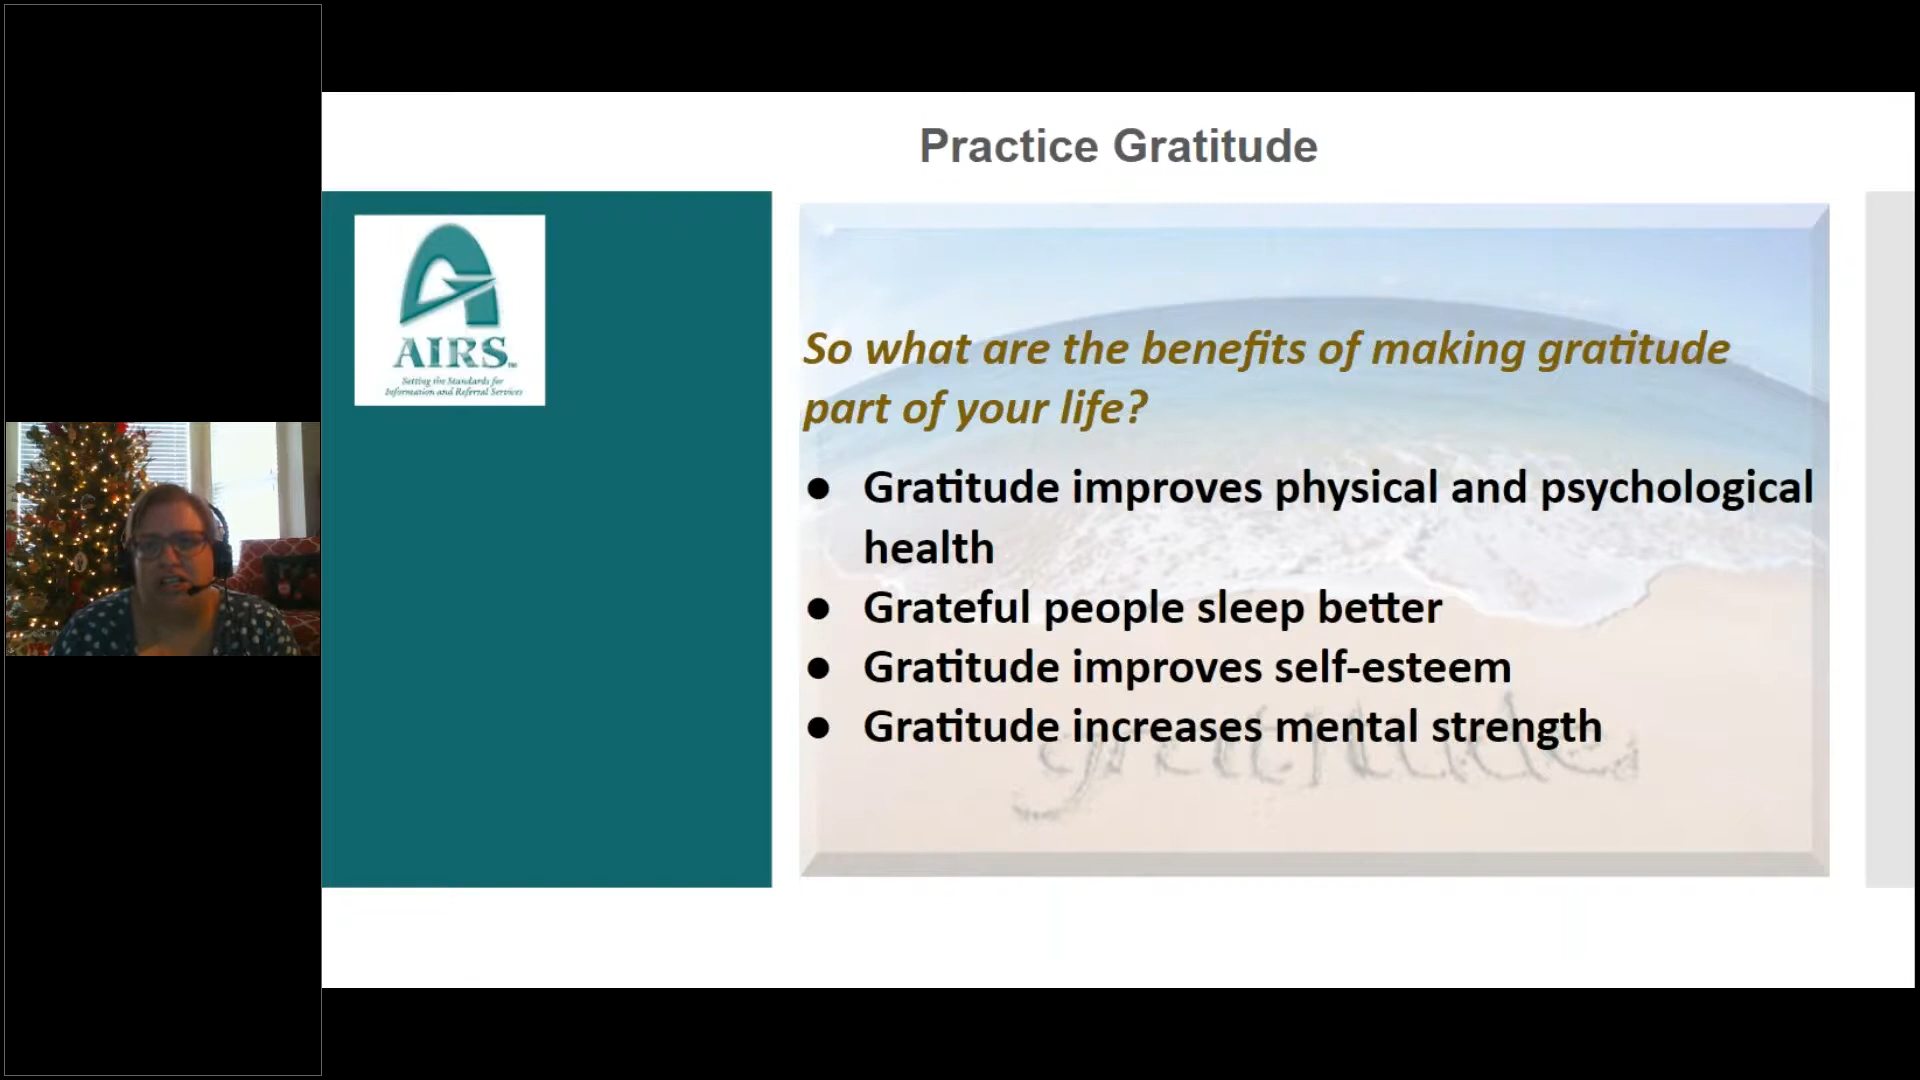 Practice Gratitude
AIRS™
Setting the Standards for
Information and Referral Services
So what are the benefits of making gratitude
part of your life?
● Gratitude improves physical and psychological
health
● Grateful people sleep better
● Gratitude improves self-esteem
● Gratitude increases mental strength
gratitude